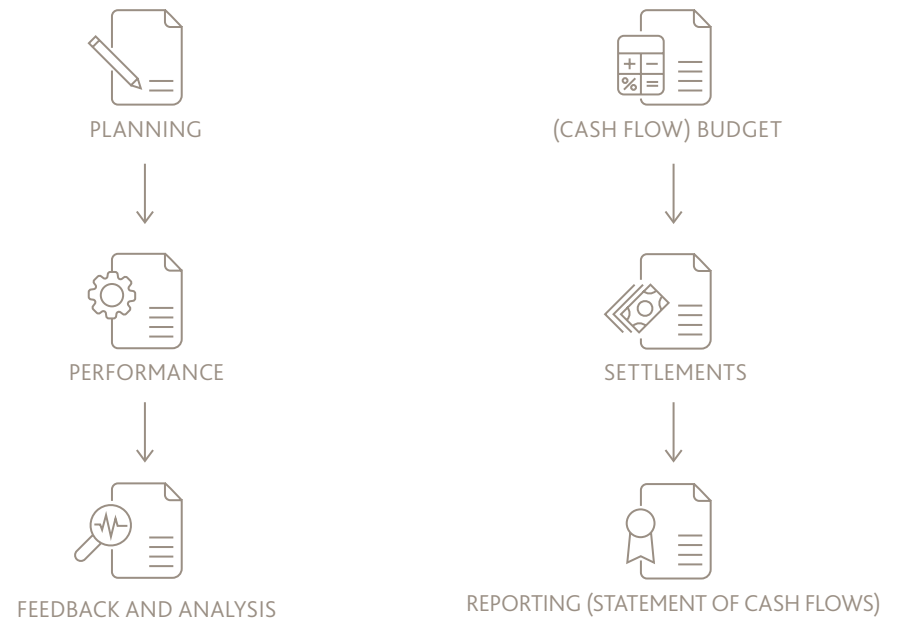 PLANNING
(CASH FLOW) BUDGET
PERFORMANCE
SETTLEMENTS
FEEDBACK AND ANALYSIS
REPORTING (STATEMENT OF CASH FLOWS)